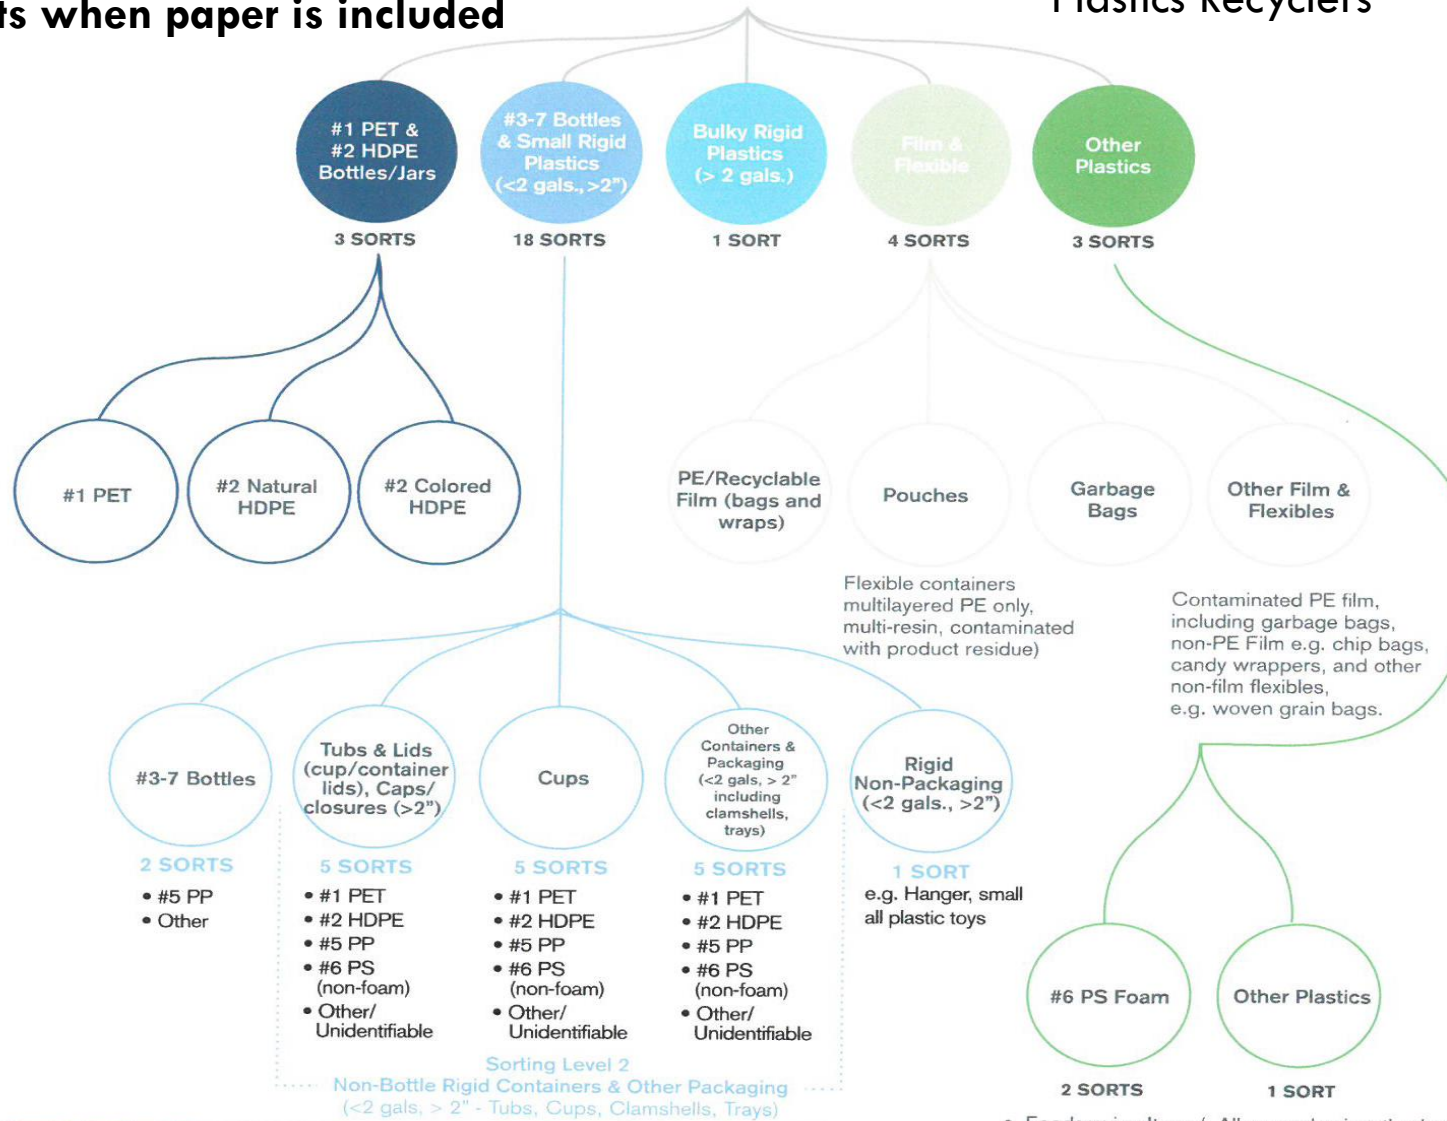 ts when paper is included
Plastics Recyclers
#1 PET &
#2 HDPE
Bottles/Jars
3 SORTS
#3-7 Bottles
& Small Rigid
Plastics
(<2 gals., >2")
18 SORTS
Bulky Rigid
Plastics
(> 2 gals.)
1 SORT
Film &
Flexible
4 SORTS
Other
Plastics
3 SORTS
#1 PET
#2 Natural
HDPE
#2 Colored
HDPE
PE/Recyclable
Film (bags and
wraps)
Pouches
Flexible containers
multilayered PE only,
multi-resin, contaminated
with product residue)
Garbage
Bags
Other Film &
Flexibles
Contaminated PE film,
including garbage bags,
non-PE Film e.g. chip bags,
candy wrappers, and other
non-film flexibles,
e.g. woven grain bags.
#3-7 Bottles
2 SORTS
• #5 PP
• Other
Tubs & Lids
(cup/container
lids), Caps/
closures (>2")
5 SORTS
• #1 PET
• #2 HDPE
• #5 PP
• #6 PS
(non-foam)
• Other/
Unidentifiable
Cups
5 SORTS
• #1 PET
• #2 HDPE
• #5 PP
• #6 PS
(non-foam)
• Other/
Unidentifiable
Other
Containers &
Packaging
(<2 gals, > 2"
including
clamshells,
trays)
5 SORTS
• #1 PET
• #2 HDPE
• #5 PP
• #6 PS
(non-foam)
• Other/
Unidentifiable
Rigid
Non-Packaging
(<2 gals., >2")
1 SORT
e.g. Hanger, small
all plastic toys
Sorting Level 2
Non-Bottle Rigid Containers & Other Packaging
(<2 gals, > 2" - Tubs, Cups, Clamshells, Trays)
#6 PS Foam
2 SORTS
Other Plastics
1 SORT